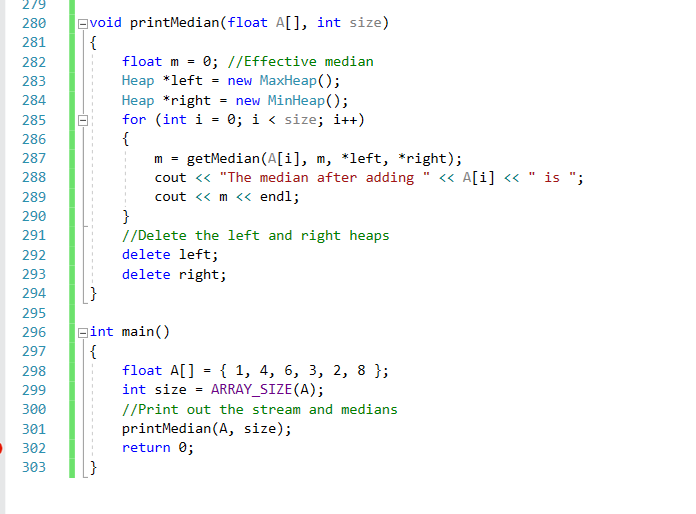 279
280 void printMedian(float A[], int size)
281 {
282 float m = 0; //Effective median
283 Heap *left = new MaxHeap();
284 Heap *right = new MinHeap();
285 for (int i = 0; i < size; i++)
286 {
287 m = getMedian(A[i], m, *left, *right);
288 cout << "The median after adding " << A[i] << " is ";
289 cout << m << endl;
290 }
291 //Delete the left and right heaps
292 delete left;
293 delete right;
294 }
295
296 int main()
297 {
298 float A[] = { 1, 4, 6, 3, 2, 8 };
299 int size = ARRAY_SIZE(A);
300 //Print out the stream and medians
301 printMedian(A, size);
302 return 0;
303 }